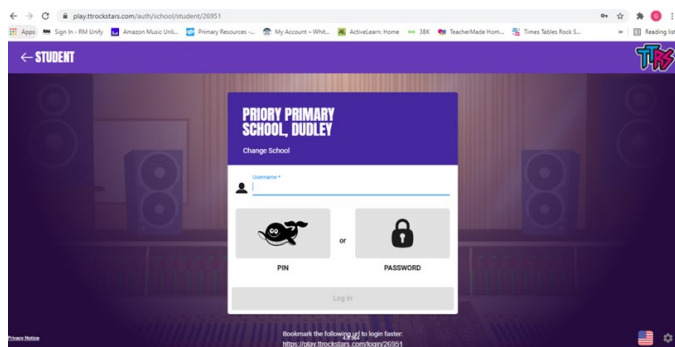 play.ttrockstars.com/auth/school/student/26951
Apps Sign In - RM Unify Amazon Music Unli... Primary Resources -... My Account – Whit... ActiveLearn: Home 3BK TeacherMade Hom... Times Tables Rock S... » Reading list
← STUDENT
TTRS
PRIORY PRIMARY
SCHOOL, DUDLEY
Change School
Username *
or
PIN PASSWORD
Log in
Bookmark the following url to login faster:
Privacy Notice
https://play.ttrockstars.com/login/26951